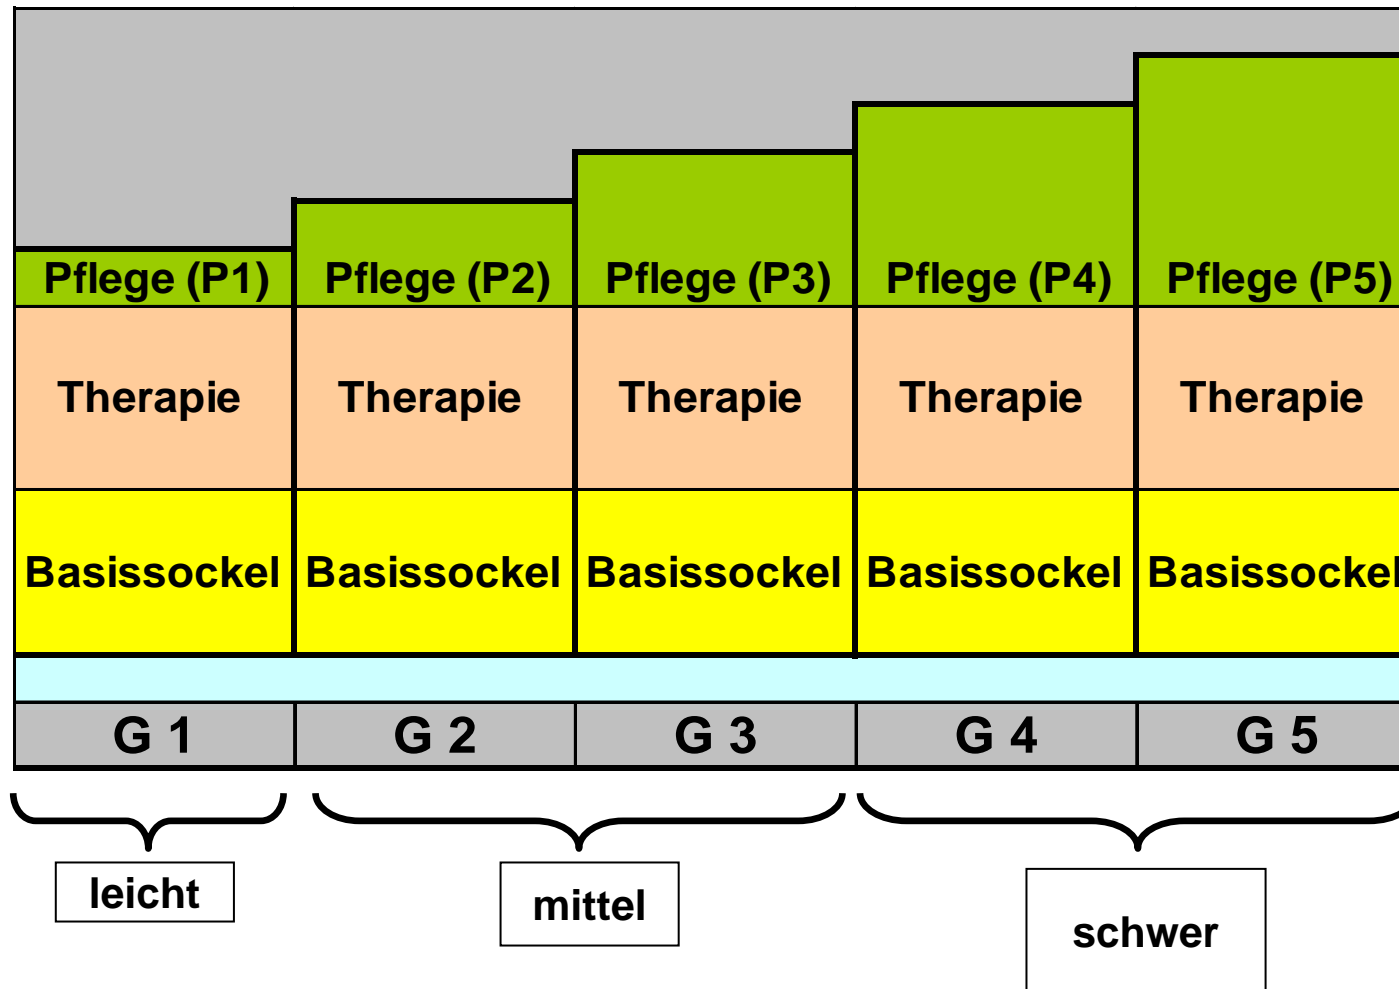 Pflege (P1) Pflege (P2) Pflege (P3) Pflege (P4) Pflege (P5)
Therapie Therapie Therapie Therapie Therapie
Basissockel Basissockel Basissockel Basissockel Basissockel
G 1 G 2 G 3 G 4 G 5
leicht mittel schwer